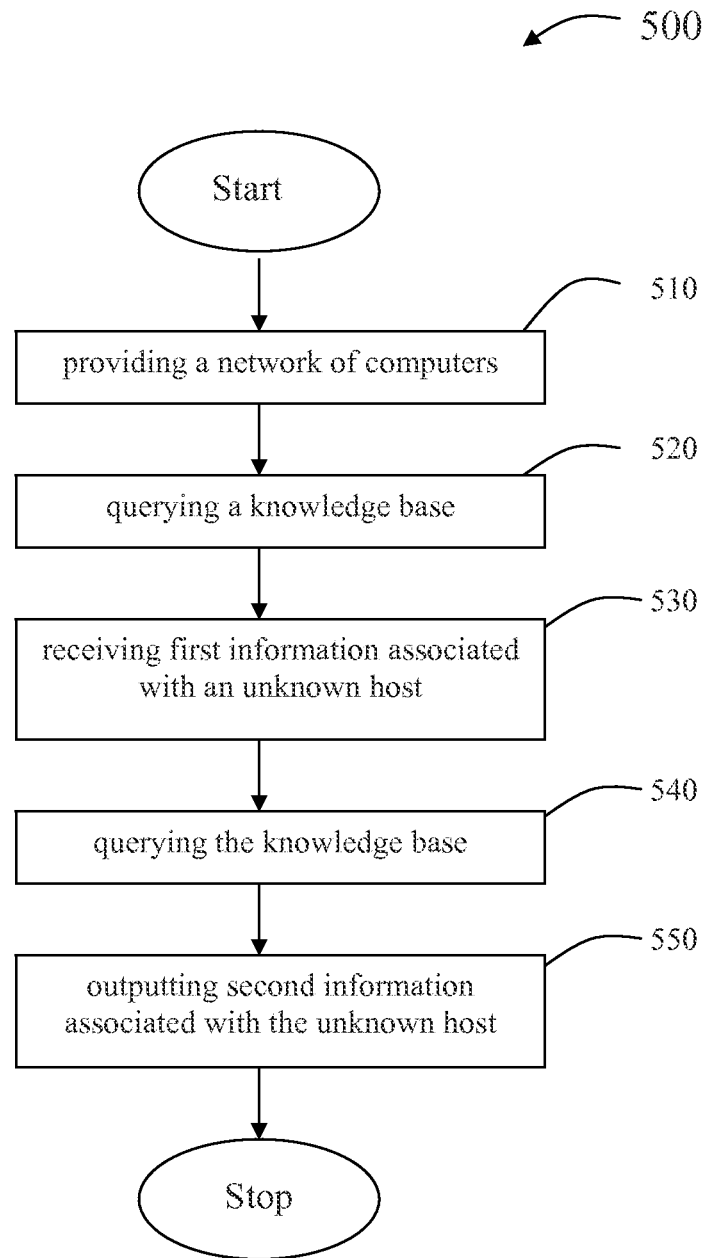 500
Start
510
providing a network of computers
520
querying a knowledge base
530
receiving first information associated
with an unknown host
540
querying the knowledge base
550
outputting second information
associated with the unknown host
Stop